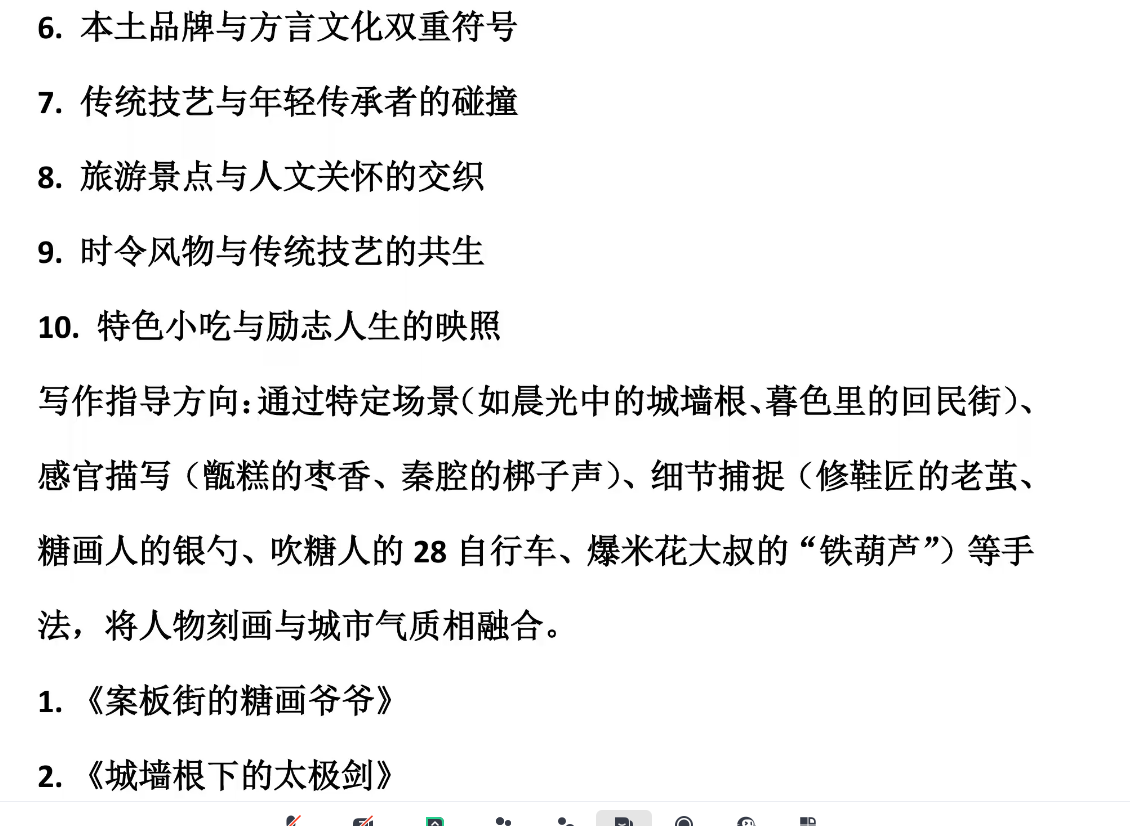 6. 本土品牌与方言文化双重符号
7. 传统技艺与年轻传承者的碰撞
8. 旅游景点与人文关怀的交织
9. 时令风物与传统技艺的共生
10. 特色小吃与励志人生的映照
写作指导方向：通过特定场景（如晨光中的城墙根、暮色里的回民街）、
感官描写（甑糕的枣香、秦腔的梆子声）、细节捕捉（修鞋匠的老茧、
糖画人的银勺、吹糖人的 28 自行车、爆米花大叔的“铁葫芦”）等手
法，将人物刻画与城市气质相融合。
1. 《案板街的糖画爷爷》
2. 《城墙根下的太极剑》